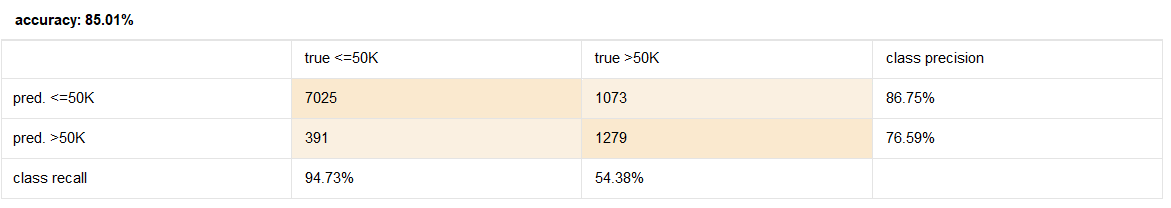 accuracy: 85.01%
true <=50K true >50K class precision
pred. <=50K 7025 1073 86.75%
pred. >50K 391 1279 76.59%
class recall 94.73% 54.38%